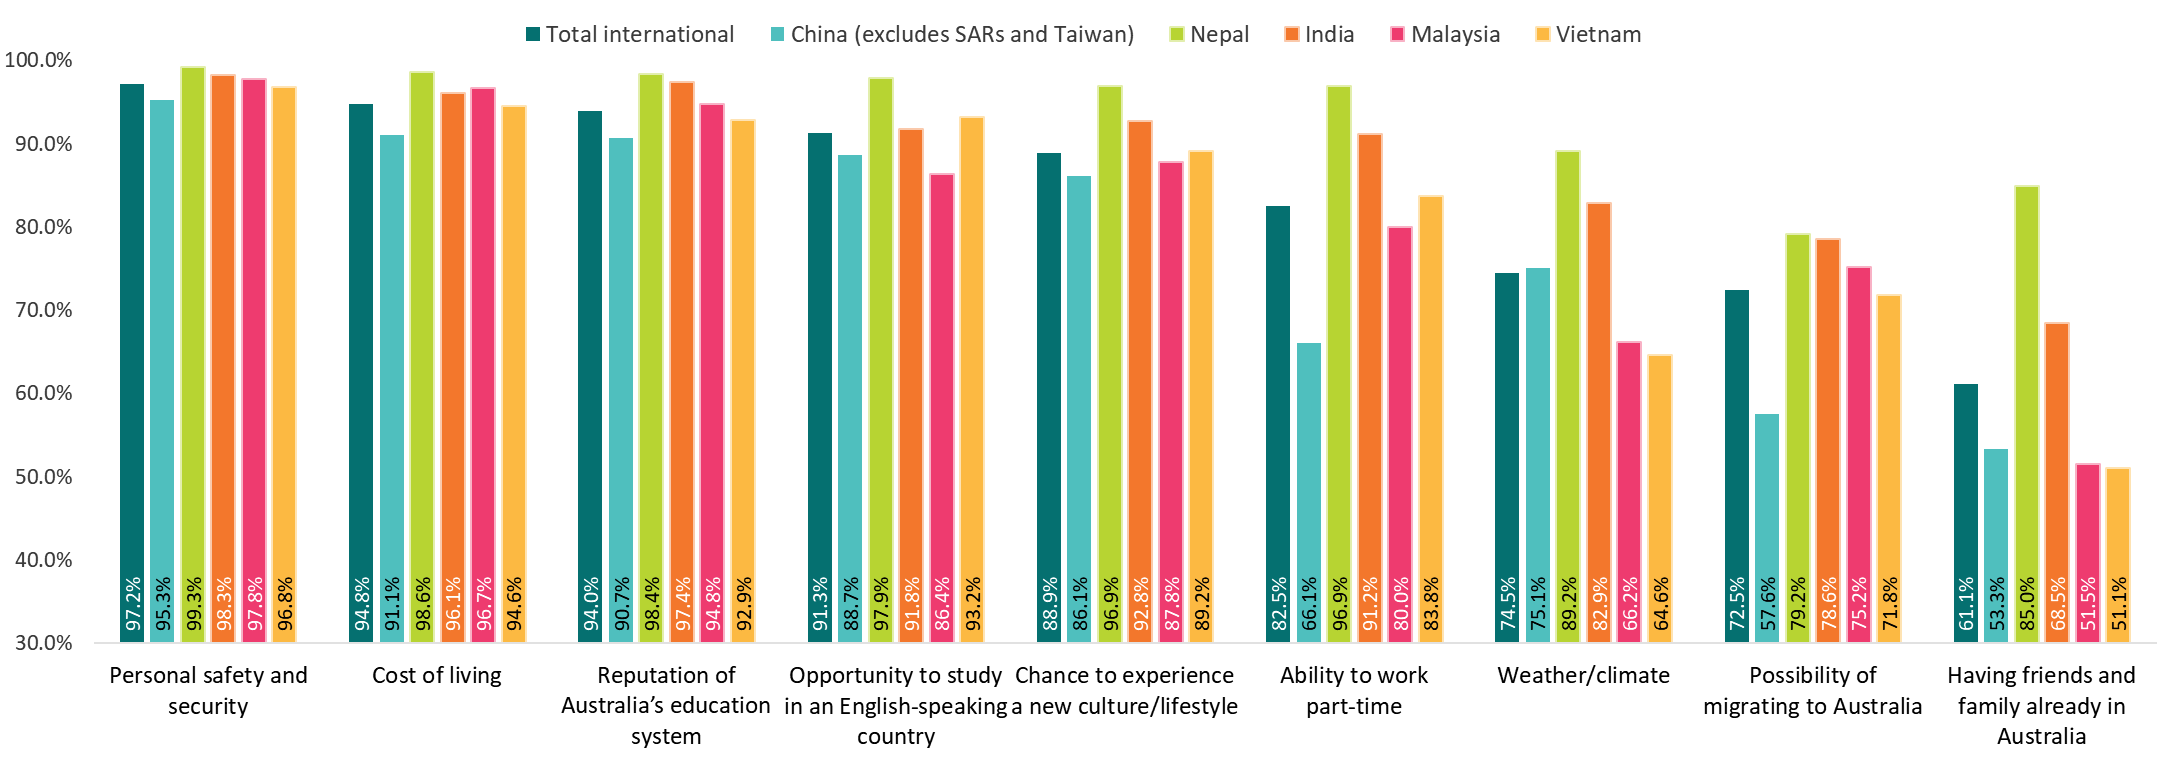 Total international China (excludes SARs and Taiwan) Nepal India Malaysia Vietnam
100.0%
90.0%
80.0%
70.0%
60.0%
50.0%
40.0%
30.0%
97.2% 95.3% 99.3% 98.3% 97.8% 96.8%
94.8% 91.1% 98.6% 96.1% 96.7% 94.6%
94.0% 90.7% 98.4% 97.4% 94.8% 92.9%
91.3% 88.7% 97.9% 91.8% 86.4% 93.2%
88.9% 86.1% 96.9% 92.8% 87.8% 89.2%
82.5% 66.1% 96.9% 91.2% 80.0% 83.8%
74.5% 75.1% 89.2% 82.9% 66.2% 64.6%
72.5% 57.6% 79.2% 78.6% 75.2% 71.8%
61.1% 53.3% 85.0% 68.5% 51.5% 51.1%
Personal safety and
security
Cost of living
Reputation of
Australia’s education
system
Opportunity to study
in an English-speaking
country
Chance to experience
a new culture/lifestyle
Ability to work
part-time
Weather/climate
Possibility of
migrating to Australia
Having friends and
family already in
Australia